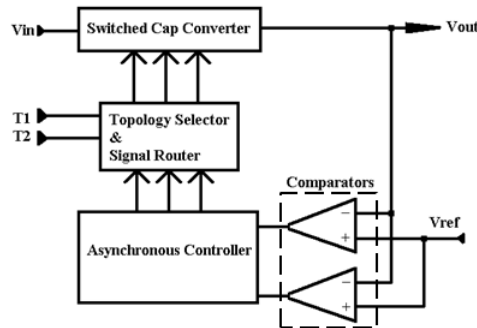 Vin
Switched Cap Converter
Vout
T1
T2
Topology Selector
&
Signal Router
Comparators
Asynchronous Controller
−
+
Vref
−
+